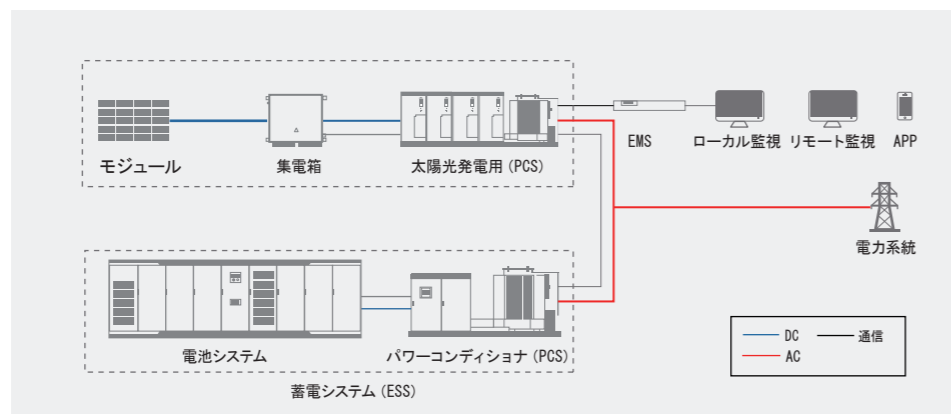 モジュール
集電箱
太陽光発電用(PCS)
EMS
ローカル監視
リモート監視
APP
電力系統
電池システム
パワーコンディショナ(PCS)
蓄電システム(ESS)
DC
通信
AC